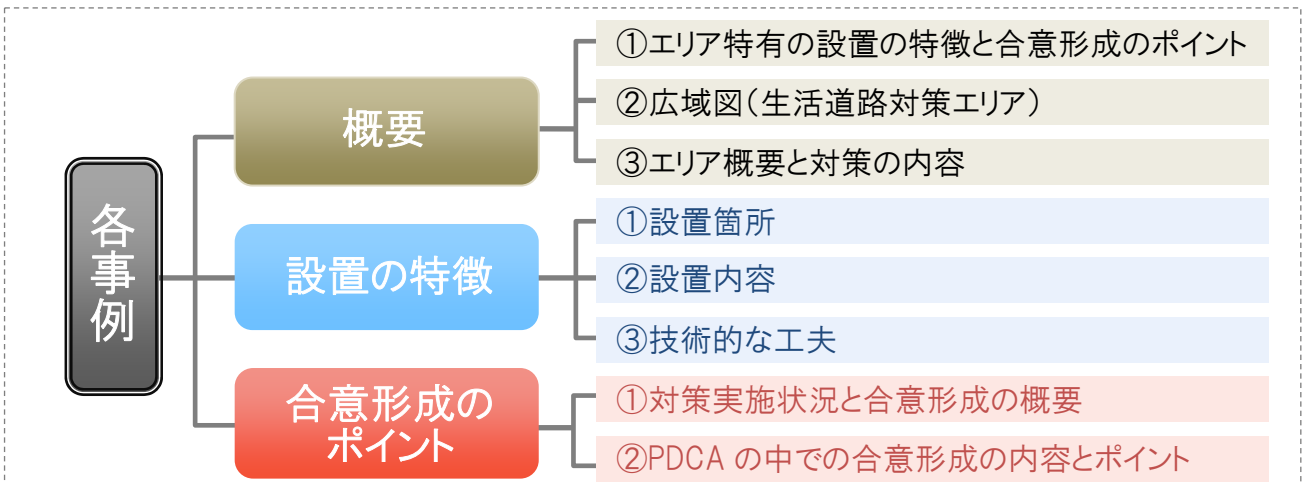 各事例
概要
①エリア特有の設置の特徴と合意形成のポイント
②広域図（生活道路対策エリア）
③エリア概要と対策の内容
設置の特徴
①設置箇所
②設置内容
③技術的な工夫
合意形成の
ポイント
①対策実施状況と合意形成の概要
②PDCA の中での合意形成の内容とポイント